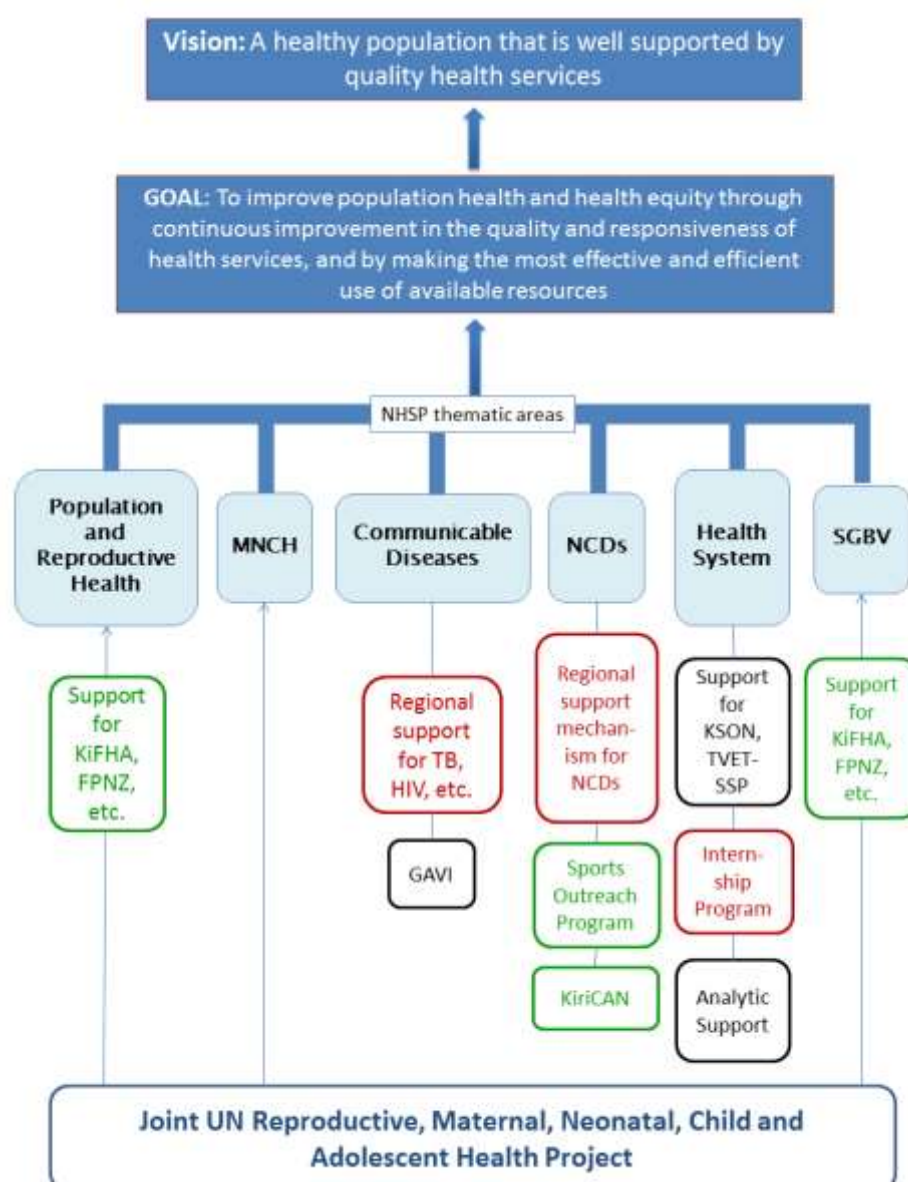 Vision: A healthy population that is well supported by
quality health services
GOAL: To improve population health and health equity through
continuous improvement in the quality and responsiveness of
health services, and by making the most effective and efficient
use of available resources
NHSP thematic areas
Population
and
Reproductive
Health
MNCH
Communicable
Diseases
NCDs
Health
System
SGBV
Support
for
KiFHA,
FPNZ,
etc.
Regional
support
for TB,
HIV, etc.
GAVI
Regional
support
mechan-
ism for
NCDs
Sports
Outreach
Program
KiriCAN
Support
for
KSON,
TVET-
SSP
Intern-
ship
Program
Analytic
Support
Support
for
KiFHA,
FPNZ,
etc.
Joint UN Reproductive, Maternal, Neonatal, Child and
Adolescent Health Project